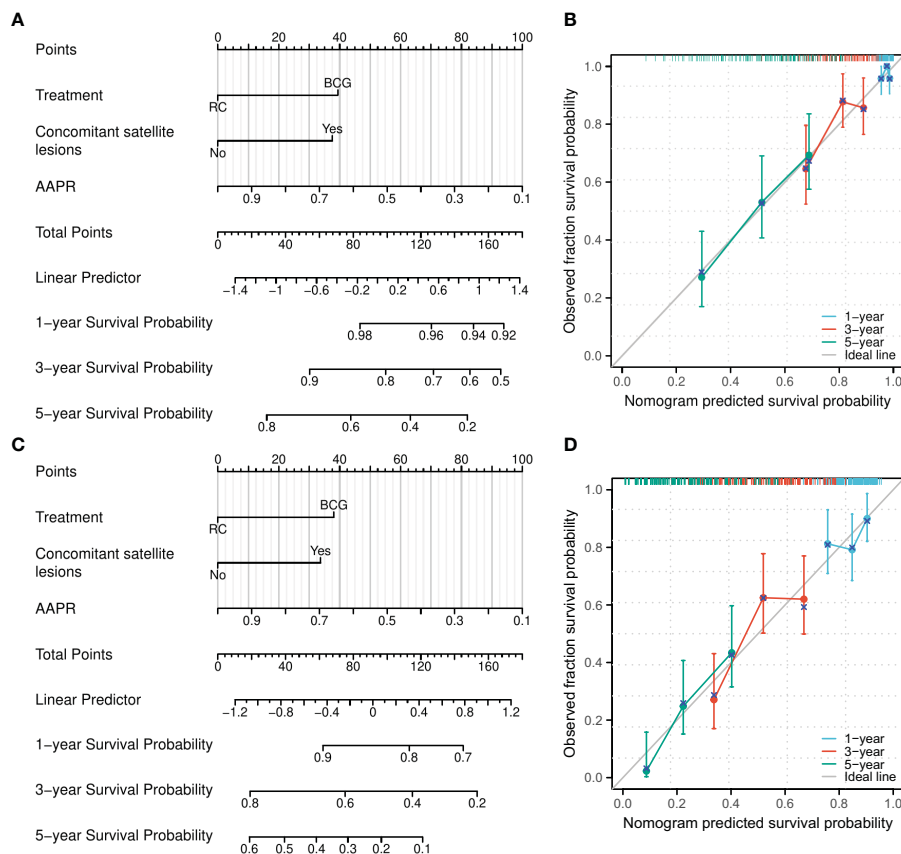 A
Points
0 20 40 60 80 100
Treatment
BCG
RC
Concomitant satellite
lesions
Yes
No
AAPR
0.9 0.7 0.5 0.3 0.1
Total Points
0 40 80 120 160
Linear Predictor
−1.4 −1 −0.6 −0.2 0.2 0.6 1 1.4
1−year Survival Probability
0.98 0.96 0.94 0.92
3−year Survival Probability
0.9 0.8 0.7 0.6 0.5
5−year Survival Probability
0.8 0.6 0.4 0.2
B
Observed fraction survival probability
1.0
0.8
0.6
0.4
0.2
0.0
1−year
3−year
5−year
Ideal line
0.0 0.2 0.4 0.6 0.8 1.0
Nomogram predicted survival probability
C
Points
0 20 40 60 80 100
Treatment
BCG
RC
Concomitant satellite
lesions
Yes
No
AAPR
0.9 0.7 0.5 0.3 0.1
Total Points
0 40 80 120 160
Linear Predictor
−1.2 −0.8 −0.4 0 0.4 0.8 1.2
1−year Survival Probability
0.9 0.8 0.7
3−year Survival Probability
0.8 0.6 0.4 0.2
5−year Survival Probability
0.6 0.5 0.4 0.3 0.2 0.1
D
Observed fraction survival probability
1.0
0.8
0.6
0.4
0.2
0.0
1−year
3−year
5−year
Ideal line
0.0 0.2 0.4 0.6 0.8 1.0
Nomogram predicted survival probability